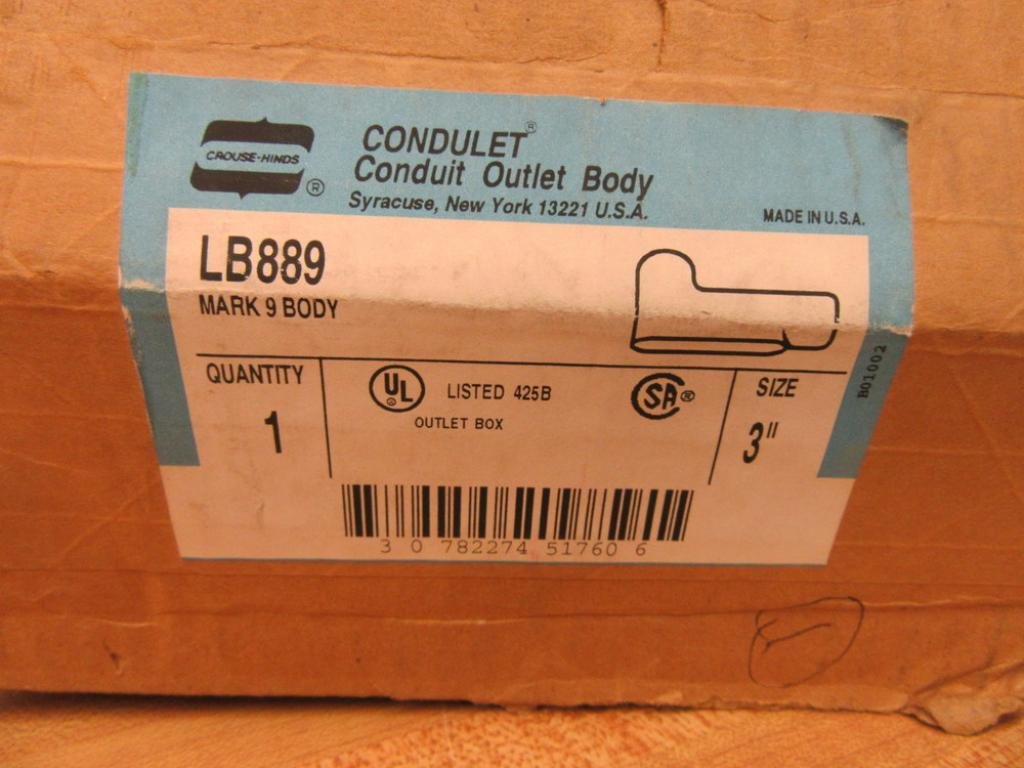 CROUSE-HINDS
®
CONDULET®
Conduit Outlet Body
Syracuse, New York 13221 U.S.A.
MADE IN U.S.A.
LB889
MARK 9 BODY
QUANTITY
1
UL
®
LISTED 425B
OUTLET BOX
SA®
SIZE
3"
B01002
3 0 782274 51760 6